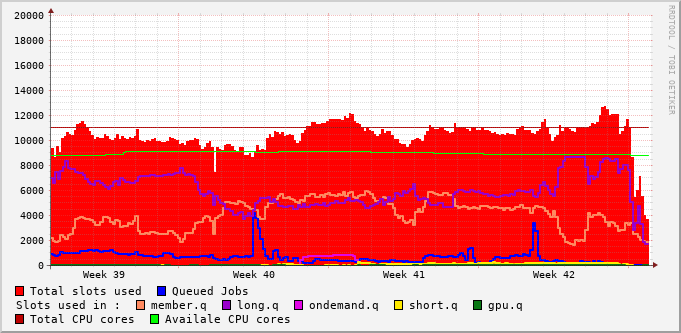 20000
18000
16000
14000
12000
10000
8000
6000
4000
2000
0
Week 39 Week 40 Week 41 Week 42
RRDTOOL / TOBI OETIKER
Total slots used Queued Jobs
Slots used in : member.q long.q ondemand.q short.q gpu.q
Total CPU cores Availale CPU cores